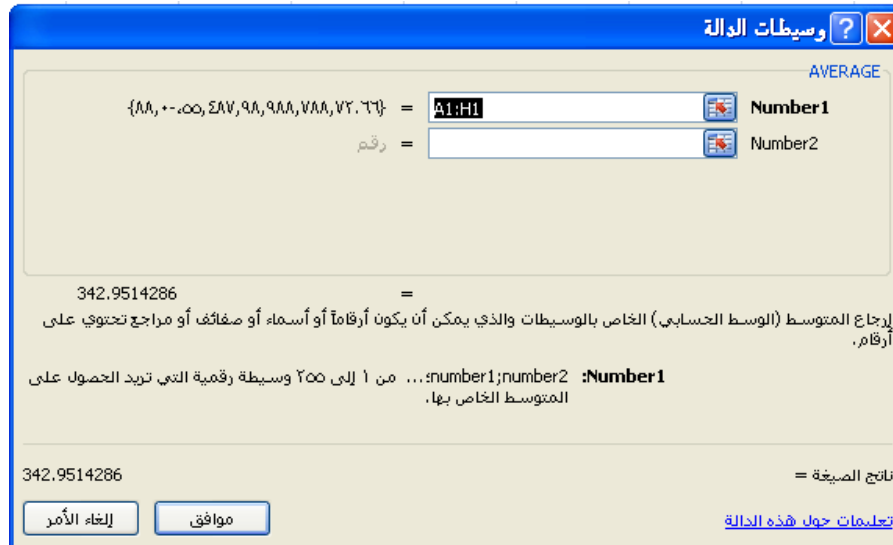 وسيطات الدالة
AVERAGE
Number1 A1:H1 = {٨٨,٠-،٥٥,٤٨٧,٩٨,٩٨٨,٧٨٨,٧٢.٦٦}
Number2 = رقم
= 342.9514286
إرجاع المتوسط (الوسط الحسابي) الخاص بالوسيطات والذي يمكن أن يكون أرقاماً أو أسماء أو صفائف أو مراجع تحتوي على
أرقام.
Number1: number1;number2;... من ١ إلى ٢٥٥ وسيطة رقمية التي تريد الحصول على
المتوسط الخاص بها.
ناتج الصيغة = 342.9514286
تعليمات حول هذه الدالة
موافق
إلغاء الأمر